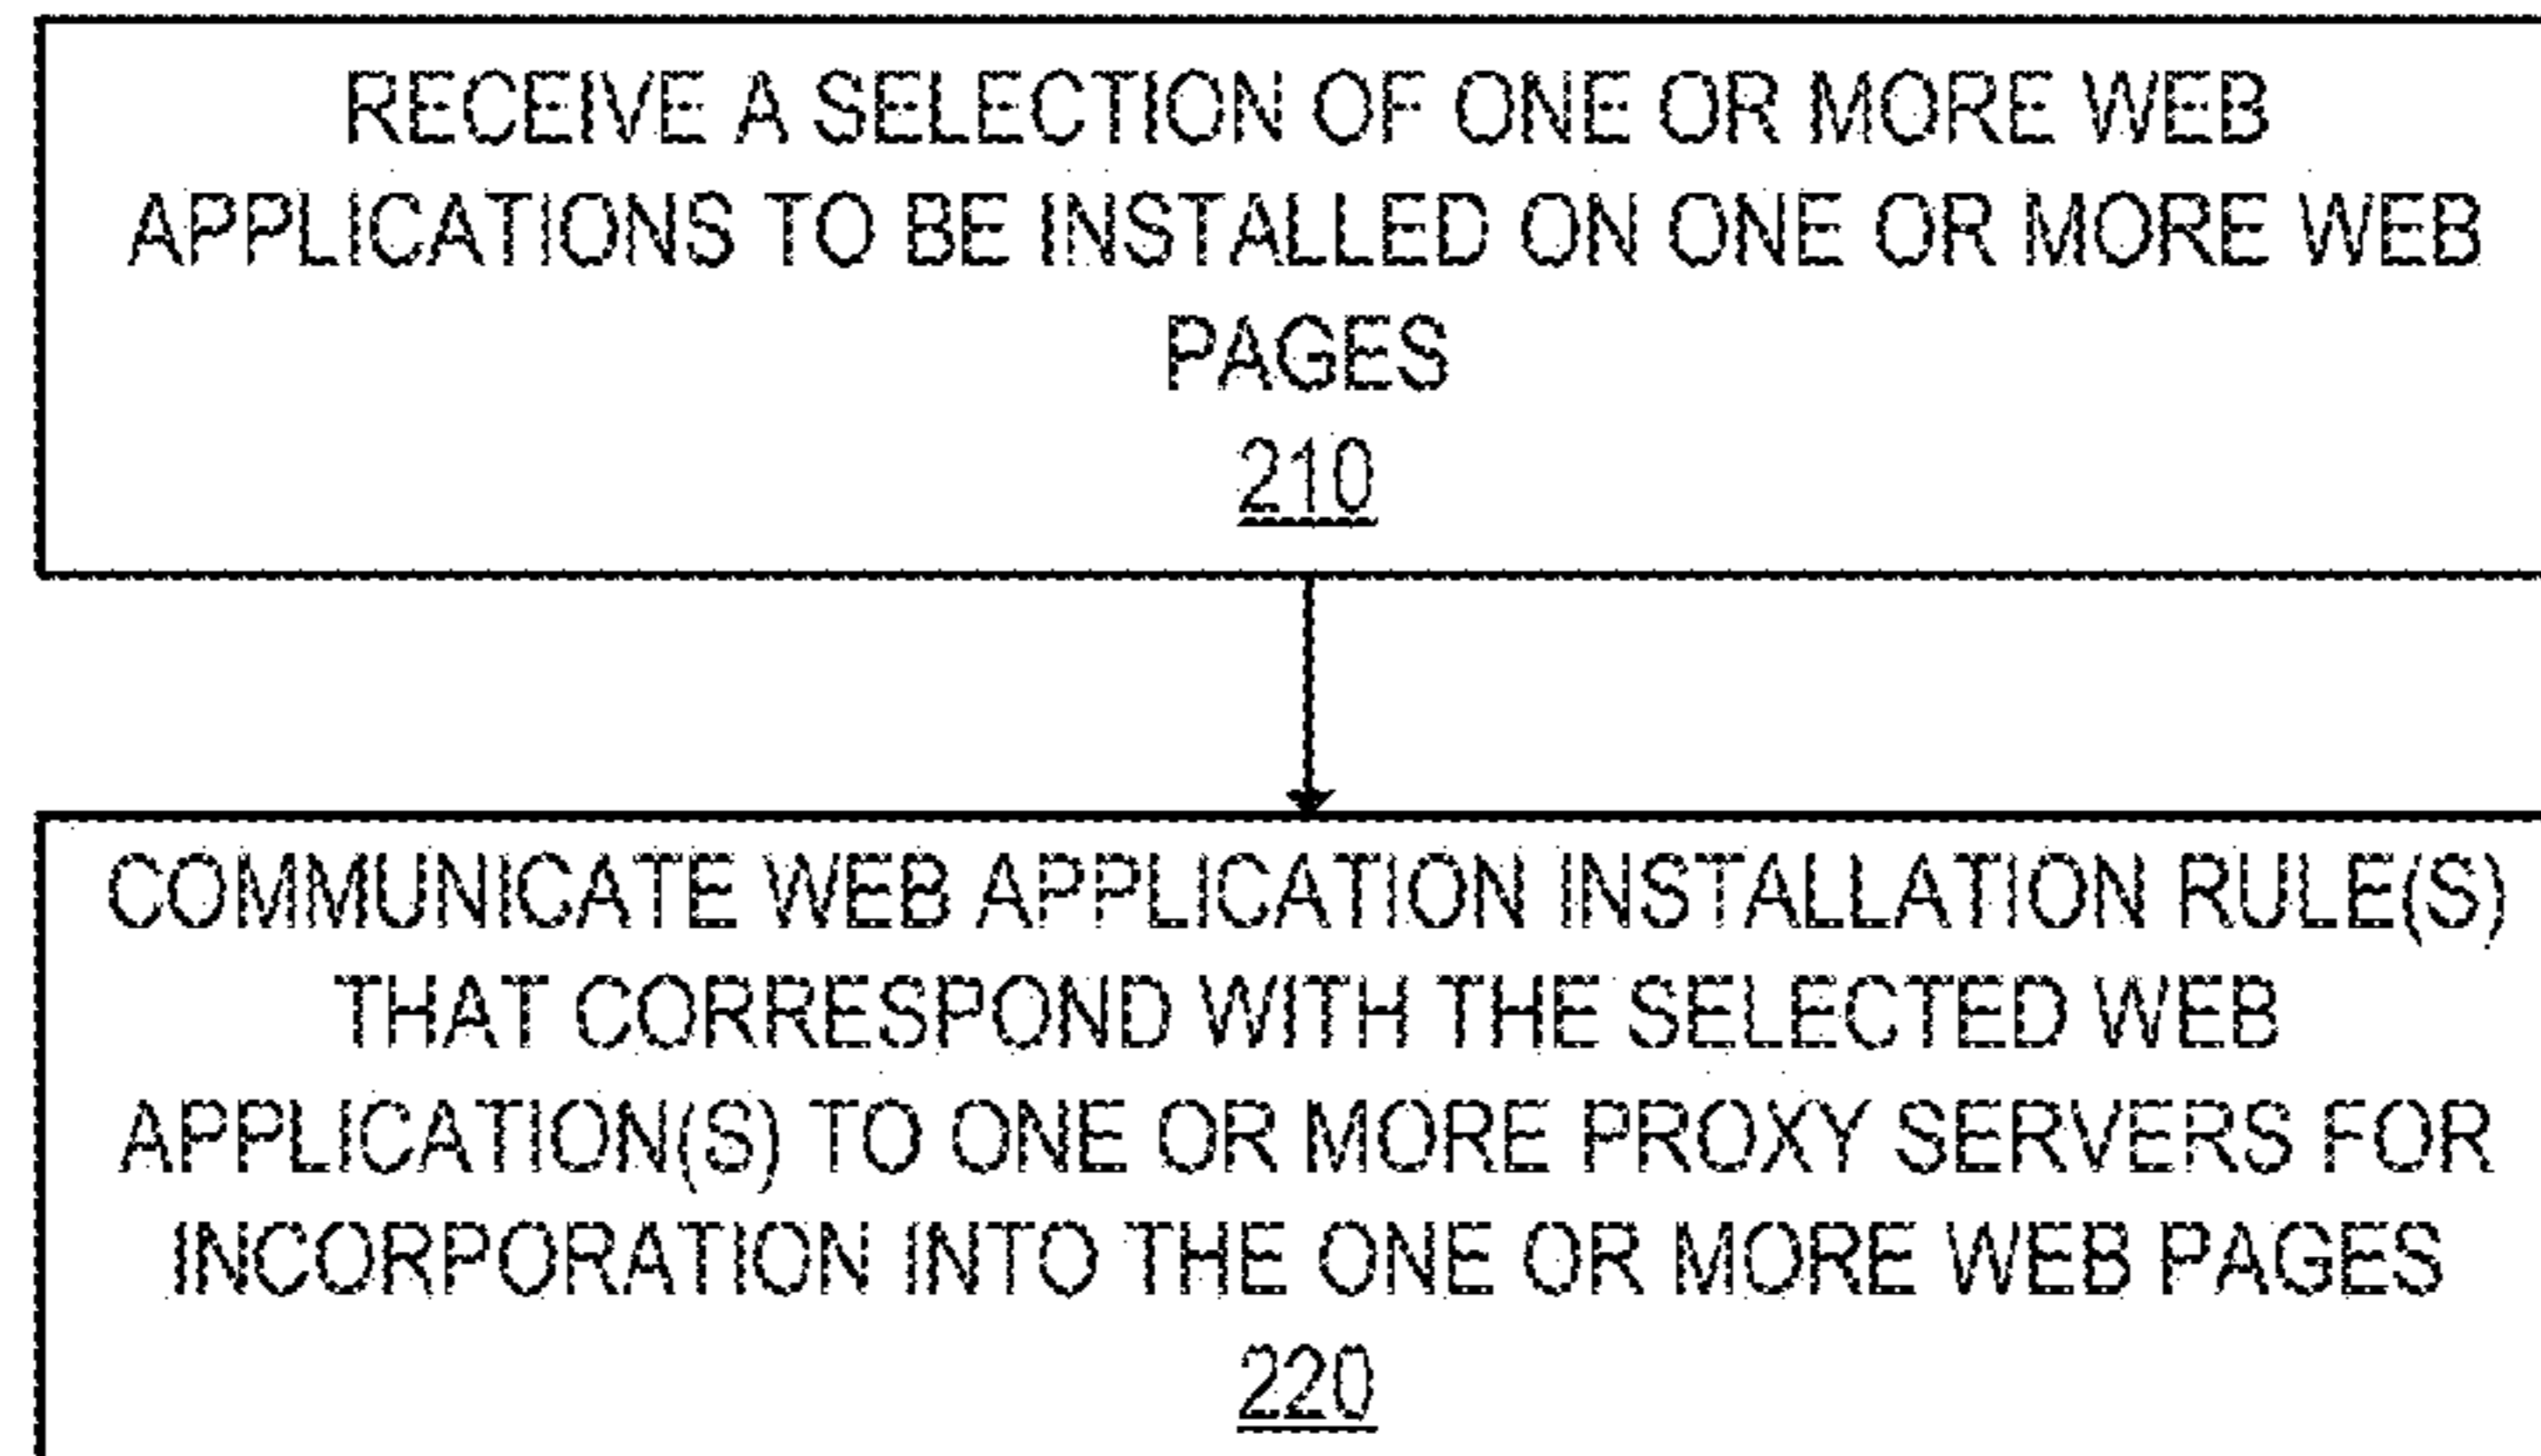 RECEIVE A SELECTION OF ONE OR MORE WEB
APPLICATIONS TO BE INSTALLED ON ONE OR MORE WEB
PAGES
210
COMMUNICATE WEB APPLICATION INSTALLATION RULE(S)
THAT CORRESPOND WITH THE SELECTED WEB
APPLICATION(S) TO ONE OR MORE PROXY SERVERS FOR
INCORPORATION INTO THE ONE OR MORE WEB PAGES
220